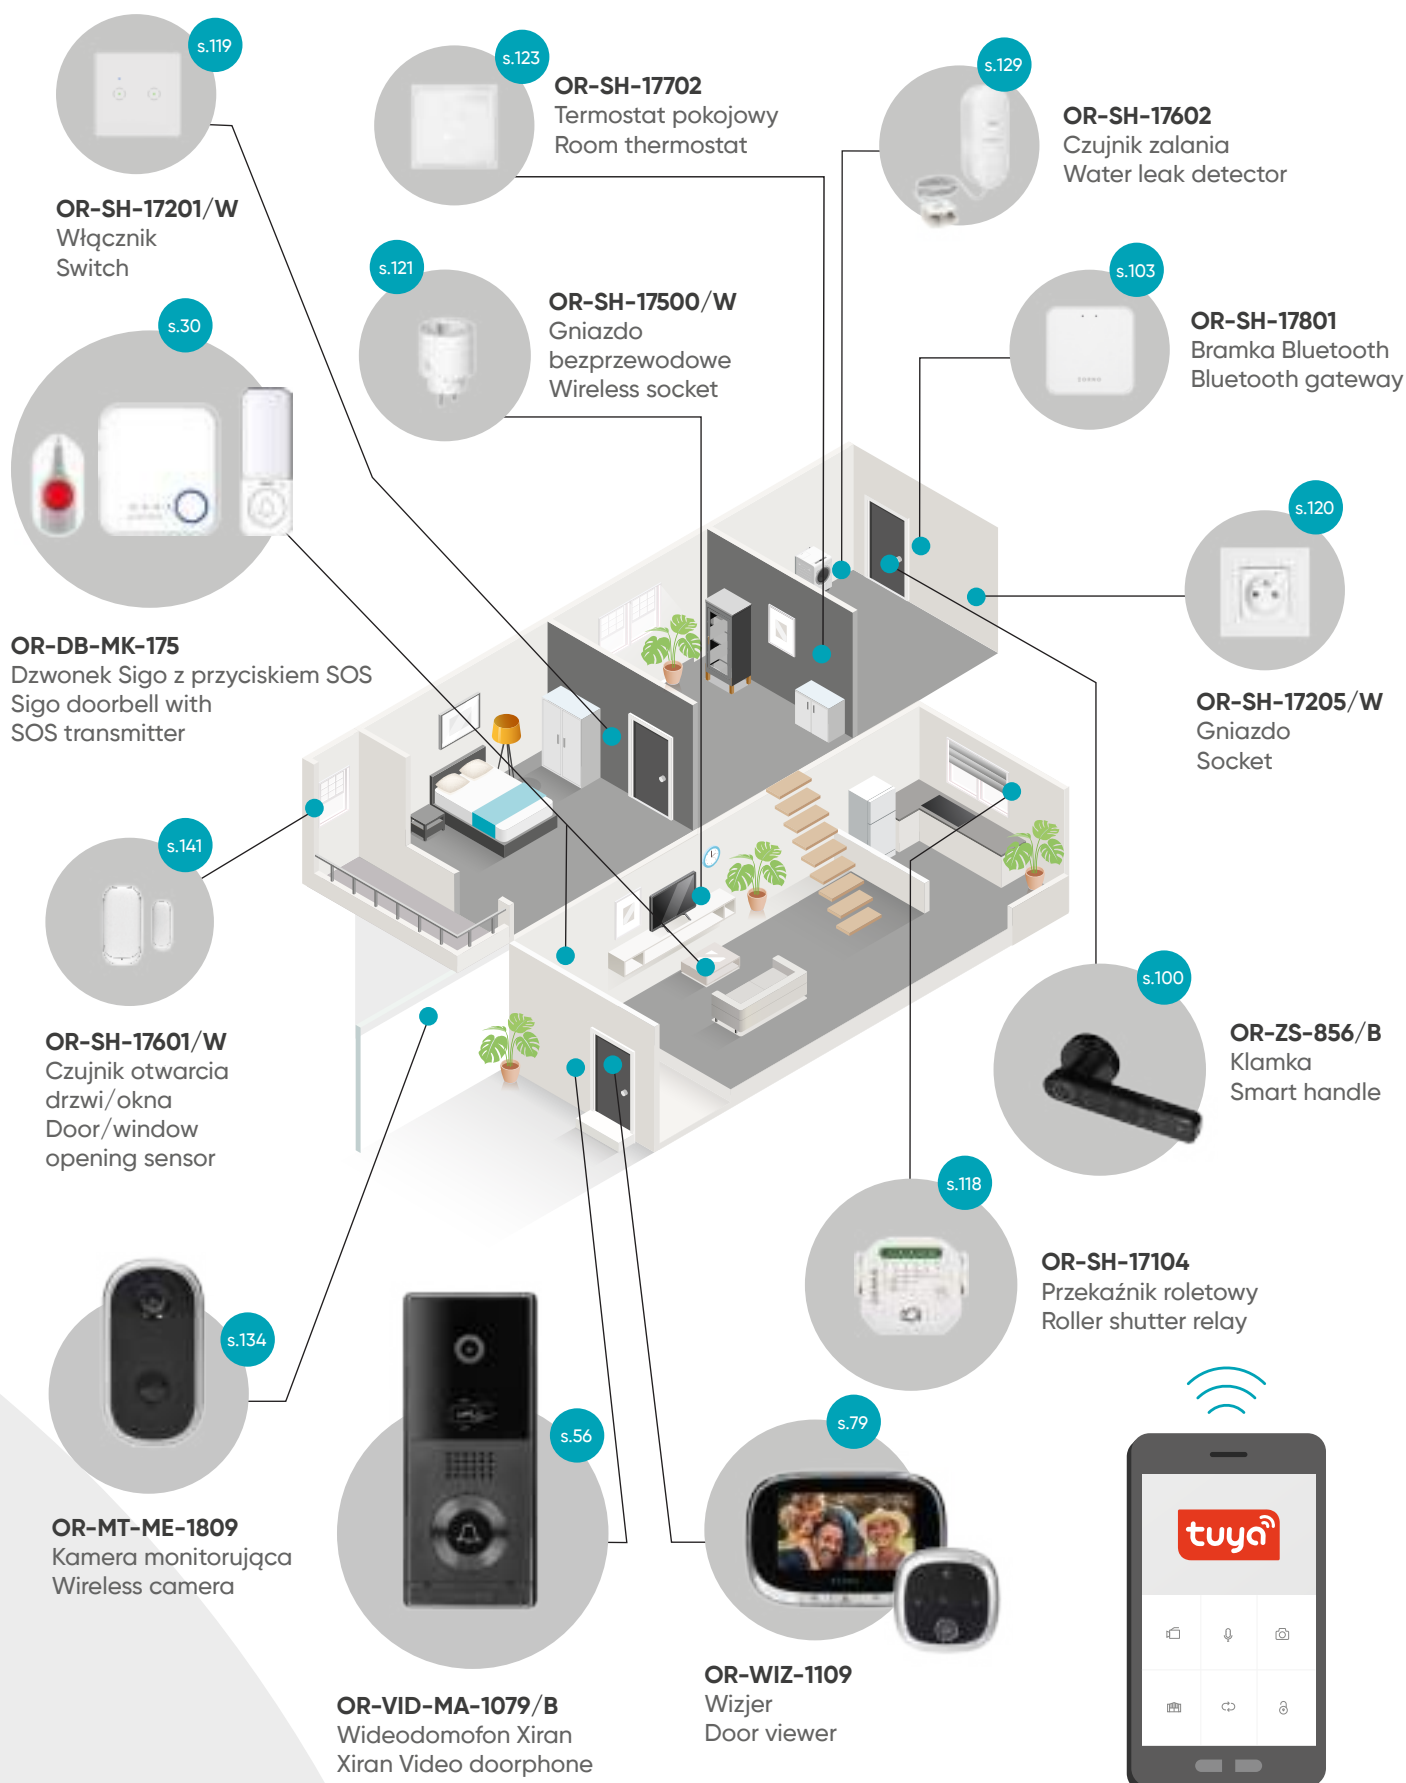 s.119
OR-SH-17201/W
Włącznik
Switch
s.123
OR-SH-17702
Termostat pokojowy
Room thermostat
s.129
OR-SH-17602
Czujnik zalania
Water leak detector
s.121
OR-SH-17500/W
Gniazdo
bezprzewodowe
Wireless socket
s.103
OR-SH-17801
Bramka Bluetooth
Bluetooth gateway
s.30
OR-DB-MK-175
Dzwonek Sigo z przyciskiem SOS
Sigo doorbell with
SOS transmitter
s.120
OR-SH-17205/W
Gniazdo
Socket
s.141
OR-SH-17601/W
Czujnik otwarcia
drzwi/okna
Door/window
opening sensor
s.100
OR-ZS-856/B
Klamka
Smart handle
s.118
OR-SH-17104
Przekaźnik roletowy
Roller shutter relay
s.134
OR-MT-ME-1809
Kamera monitorująca
Wireless camera
s.56
OR-VID-MA-1079/B
Wideodomofon Xiran
Xiran Video doorphone
s.79
OR-WIZ-1109
Wizjer
Door viewer
tuya